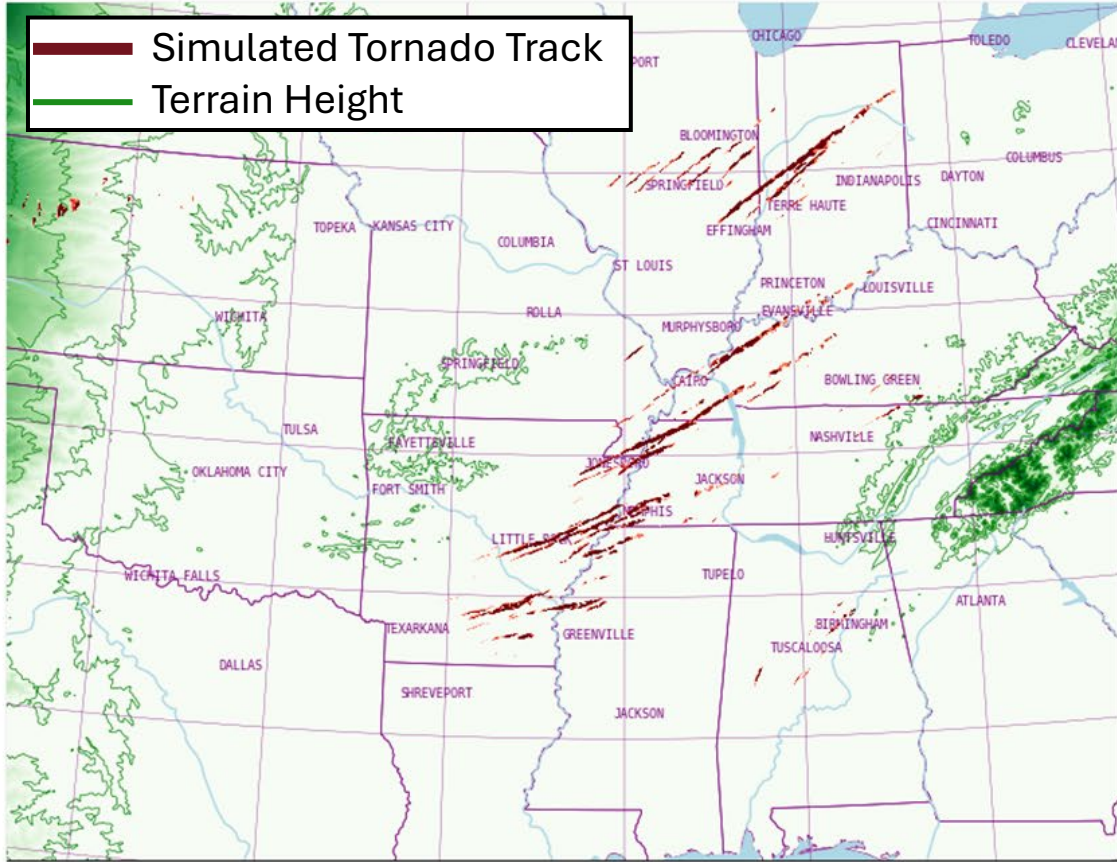 Simulated Tornado Track
Terrain Height
CHICAGO
TOLEDO
CLEVELA
PORT
BLOOMINGTON
COLUMBUS
SPRINGFIELD
INDIANAPOLIS
DAYTON
TERRE HAUTE
TOPEKA
KANSAS CITY
EFFINGHAM
CINCINNATI
COLUMBIA
ST LOUIS
PRINCETON
LOUISVILLE
WICHITA
ROLLA
EVANSVILLE
MURPHYSBORO
SPRINGFIELD
CAIRO
BOWLING GREEN
TULSA
FAYETTSVILLE
NASHVILLE
OKLAHOMA CITY
JONESBORO
FORT SMITH
JACKSON
MEMPHIS
LITTLE ROCK
HUNTSVILLE
WICHITA FALLS
TUPELO
ATLANTA
TEXARKANA
GREENVILLE
BIRMINGHAM
TUSCALOOSA
DALLAS
SHREVEPORT
JACKSON